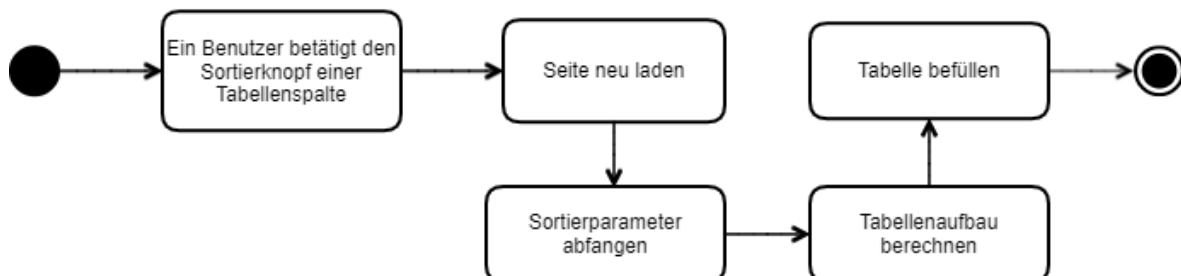 Ein Benutzer betätigt den
Sortierknopf einer
Tabellenspalte
Seite neu laden
Sortierparameter
abfangen
Tabellenaufbau
berechnen
Tabelle befüllen